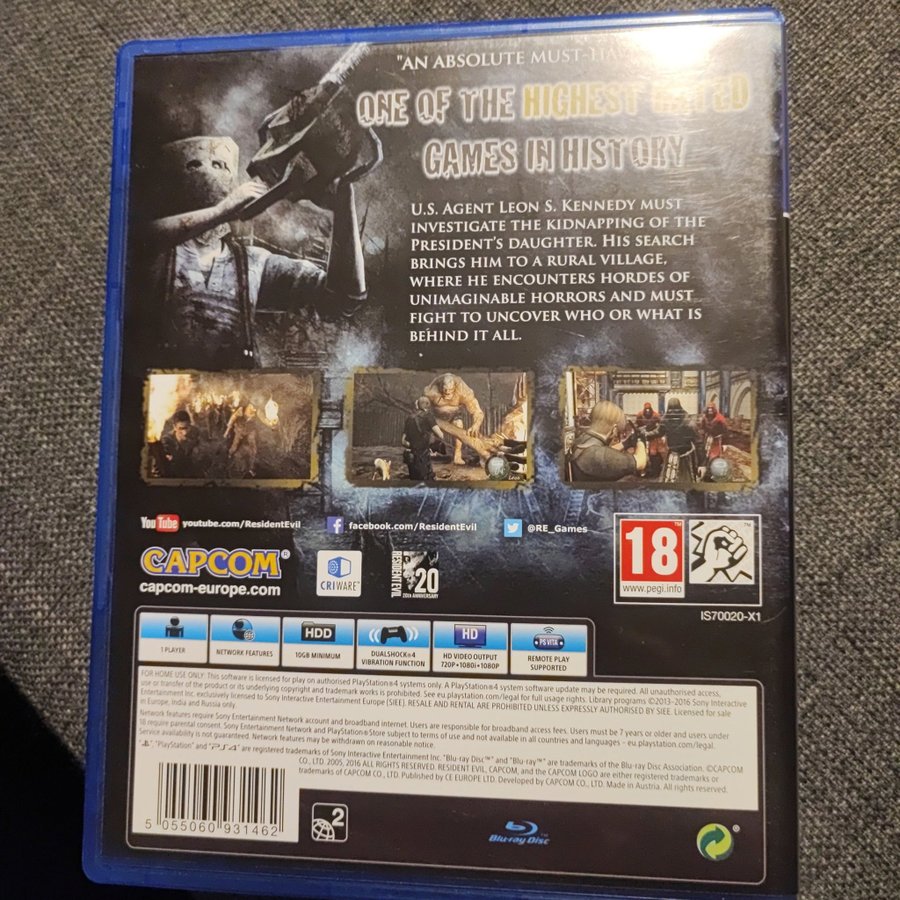 "AN ABSOLUTE MUST-HA
ONE OF THE HIGHEST RATED
GAMES IN HISTORY
U.S. AGENT LEON S. KENNEDY MUST
INVESTIGATE THE KIDNAPPING OF THE
PRESIDENT'S DAUGHTER. HIS SEARCH
BRINGS HIM TO A RURAL VILLAGE,
WHERE HE ENCOUNTERS HORDES OF
UNIMAGINABLE HORRORS AND MUST
FIGHT TO UNCOVER WHO OR WHAT IS
BEHIND IT ALL.
Leon
YouTube youtube.com/ResidentEvil
f facebook.com/ResidentEvil
@RE_Games
CAPCOM®
capcom-europe.com
CRIWARE™
RESIDENT EVIL 20
20TH ANNIVERSARY
18
www.pegi.info
™
IS70020-X1
1 PLAYER
NETWORK FEATURES
HDD
10GB MINIMUM
DUALSHOCK®4
VIBRATION FUNCTION
HD
HD VIDEO OUTPUT
720P•1080i•1080P
PS VITA
REMOTE PLAY
SUPPORTED
FOR HOME USE ONLY: This software is licensed for play on authorised PlayStation®4 systems only. A PlayStation®4 system software update may be required. All unauthorised access,
use or transfer of the product or its underlying copyright and trademark works is prohibited. See eu.playstation.com/legal for full usage rights. Library programs ©2013-2016 Sony Interactive
Entertainment Inc. exclusively licensed to Sony Interactive Entertainment Europe (SIEE). RESALE AND RENTAL ARE PROHIBITED UNLESS EXPRESSLY AUTHORISED BY SIEE. Licensed for sale
in Europe, India and Russia only.
Network features require Sony Entertainment Network account and broadband internet. Users are responsible for broadband access fees. Users must be 7 years or older and users under
18 require parental consent. Sony Entertainment Network and PlayStation®Store subject to terms of use and not available in all countries and languages – eu.playstation.com/legal.
Service availability is not guaranteed. Network features may be withdrawn on reasonable notice.
"PlayStation" and "PS4" are registered trademarks of Sony Interactive Entertainment Inc. "Blu-ray Disc™" and "Blu-ray™" are trademarks of the Blu-ray Disc Association. ©CAPCOM
CO., LTD. 2005, 2016 ALL RIGHTS RESERVED. RESIDENT EVIL, CAPCOM, and the CAPCOM LOGO are either registered trademarks or
trademarks of CAPCOM CO., LTD. Published by CE EUROPE LTD. Developed by CAPCOM CO., LTD. Made in Austria. All rights reserved.
5 055060 931462
2
Blu-ray Disc™
®